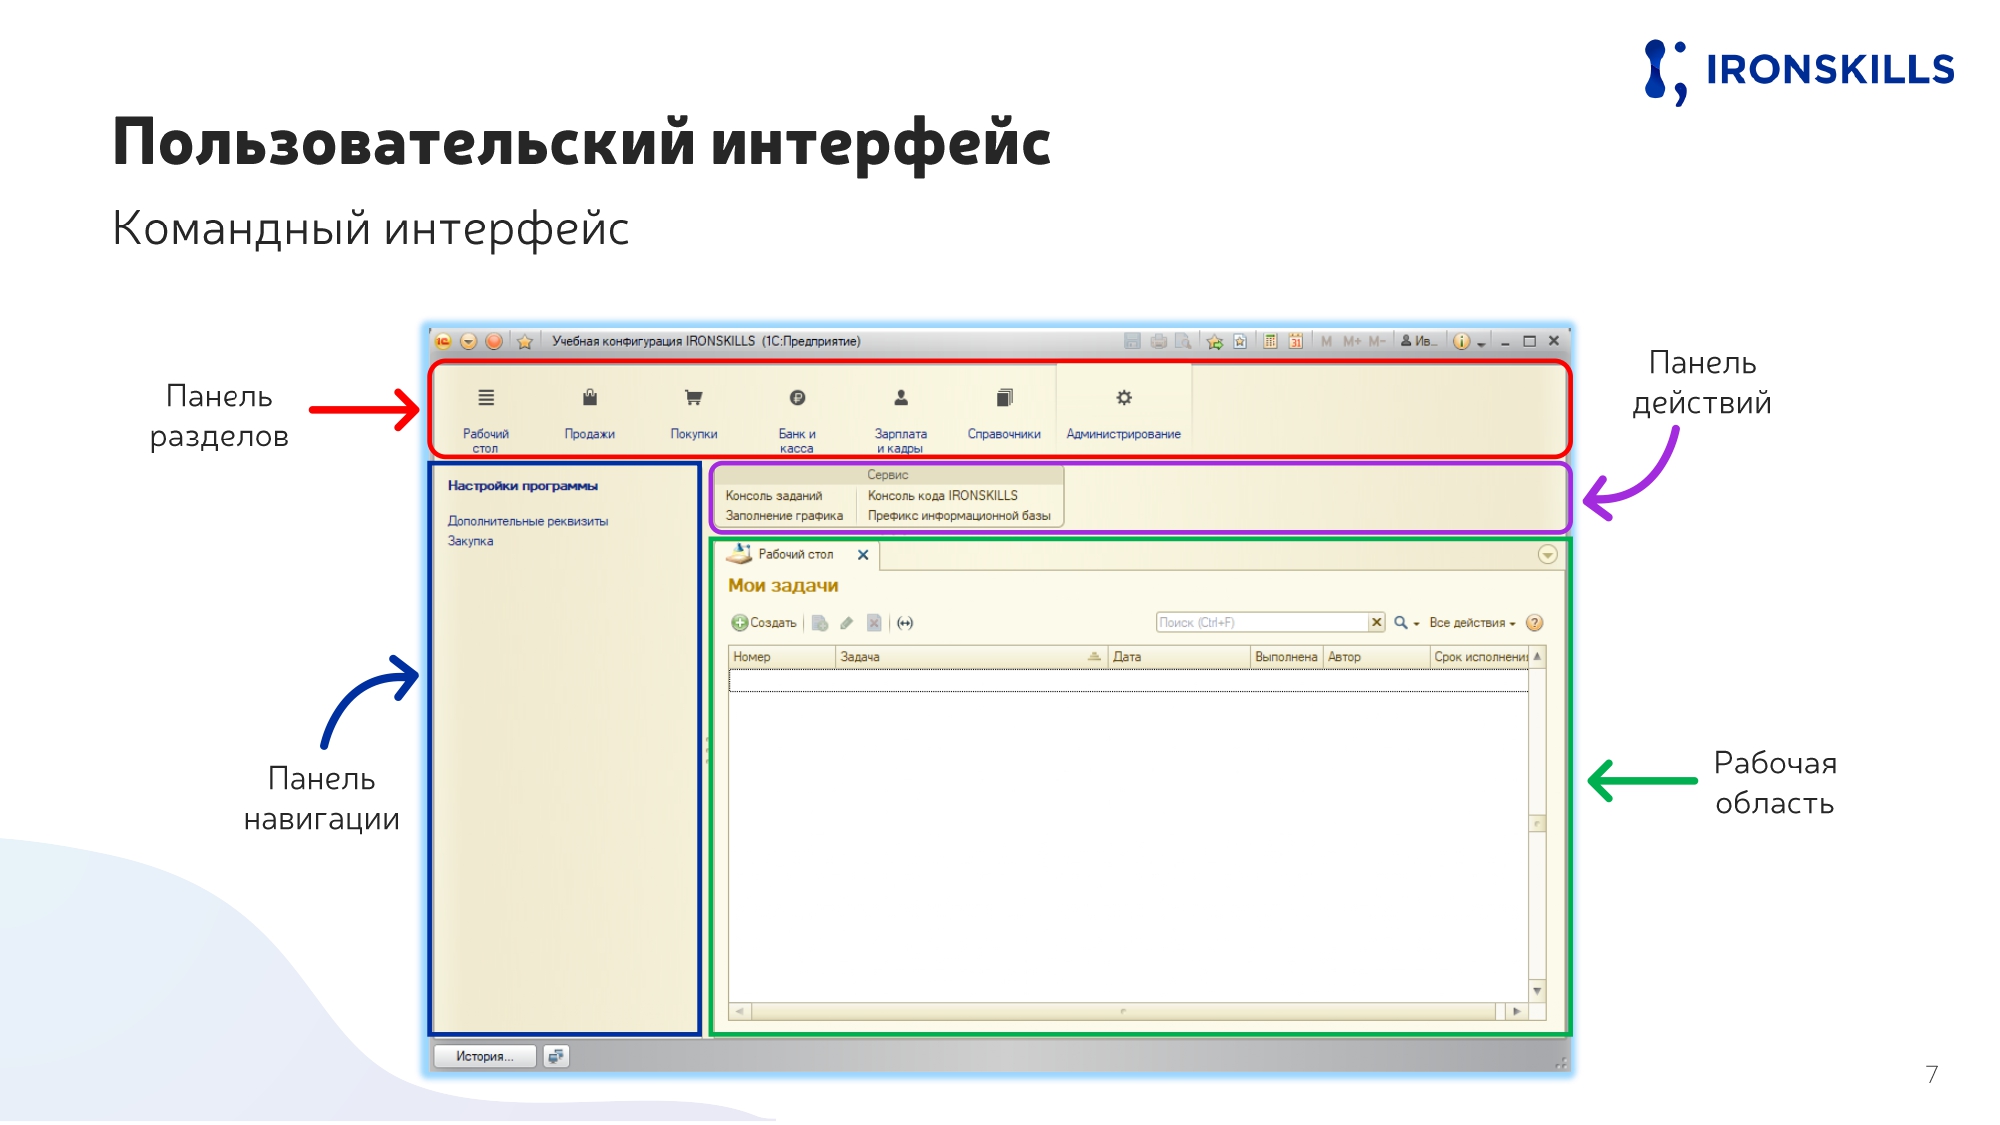 IRONSKILLS
Пользовательский интерфейс
Командный интерфейс
Учебная конфигурация IRONSKILLS (1С:Предприятие)
M M+ M- Ив...
Панель
разделов
Рабочий
стол
Продажи
Покупки
Банк и
касса
Зарплата
и кадры
Справочники
Администрирование
Панель
действий
Настройки программы
Дополнительные реквизиты
Закупка
Сервис
Консоль заданий
Консоль кода IRONSKILLS
Заполнение графика
Префикс информационной базы
Рабочий стол
Мои задачи
Создать
Поиск (Ctrl+F)
Все действия
Номер
Задача
Дата
Выполнена
Автор
Срок исполнени
Панель
навигации
Рабочая
область
История...
7